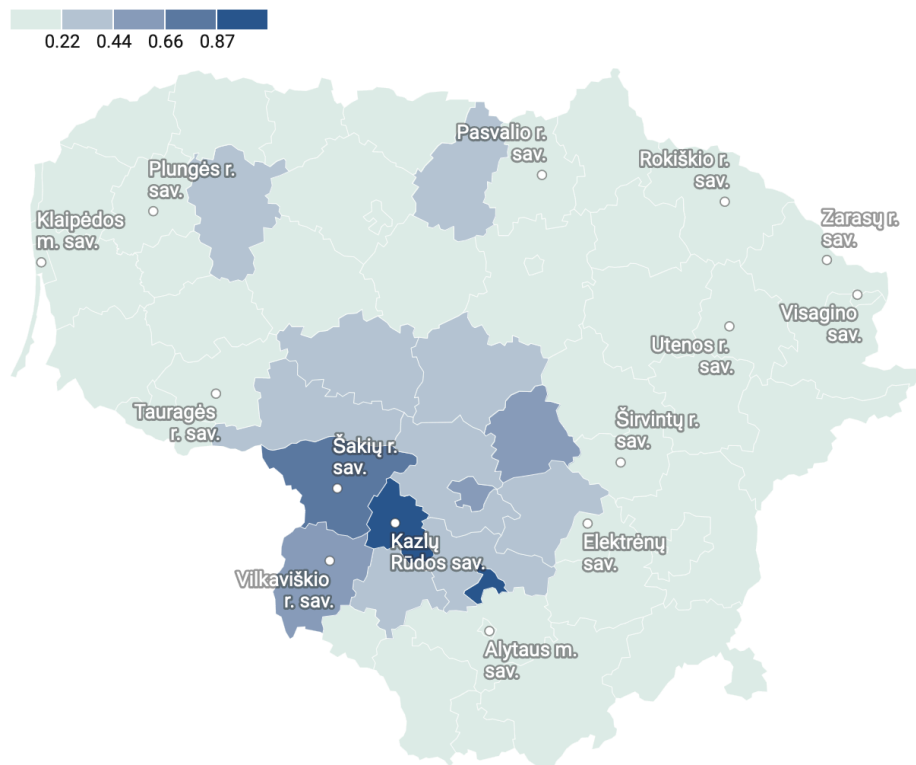 0.22 0.44 0.66 0.87
Pasvalio r.
sav.
Rokiškio r.
sav.
Plungės r.
sav.
Klaipėdos
m. sav.
Zarasų r.
sav.
Visagino
sav.
Utenos r.
sav.
Tauragės
r. sav.
Širvintų r.
sav.
Šakių r.
sav.
Kazlų
Rūdos sav.
Elektrėnų
sav.
Vilkaviškio
r. sav.
Alytaus m.
sav.